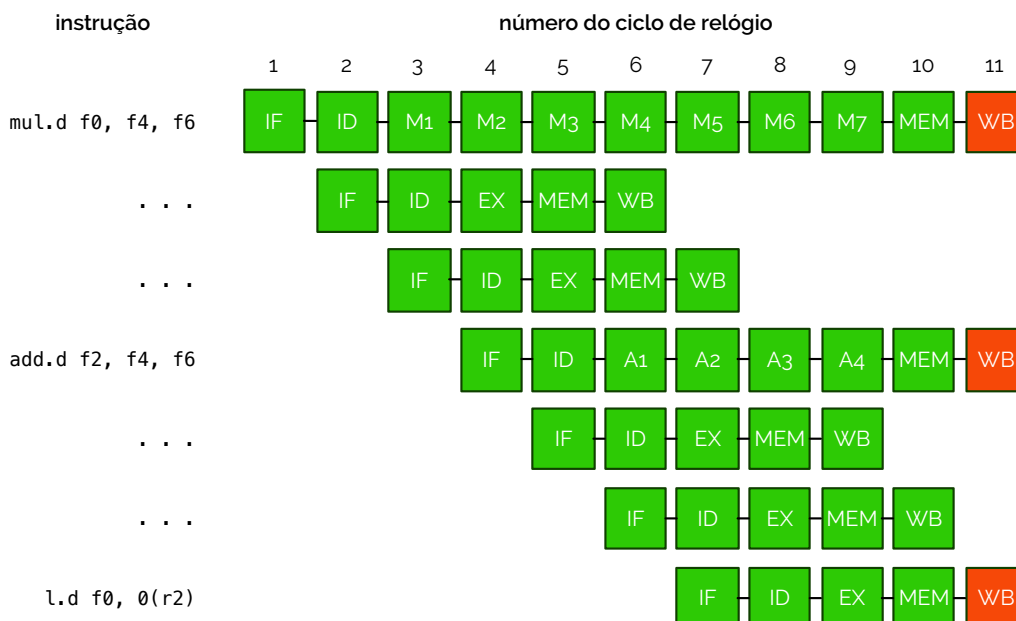 instrução número do ciclo de relógio
1 2 3 4 5 6 7 8 9 10 11
mul.d f0, f4, f6 IF ID M1 M2 M3 M4 M5 M6 M7 MEM WB
. . . IF ID EX MEM WB
. . . IF ID EX MEM WB
add.d f2, f4, f6 IF ID A1 A2 A3 A4 MEM WB
. . . IF ID EX MEM WB
. . . IF ID EX MEM WB
l.d f0, 0(r2) IF ID EX MEM WB